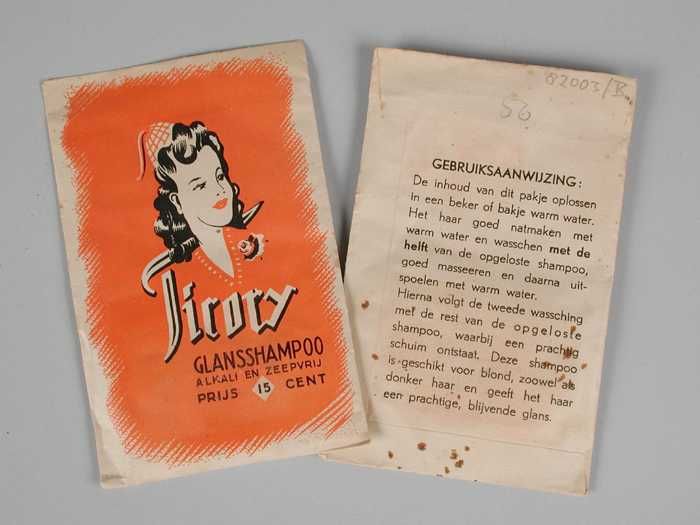 Jicory
GLANSSHAMPOO
ALKALI EN ZEEPVRIJ
PRIJS 15 CENT
82003/B
56
GEBRUIKSAANWIJZING:
De inhoud van dit pakje oplossen
in een beker of bakje warm water.
Het haar goed natmaken met
warm water en wasschen met de
helft van de opgeloste shampoo,
goed masseeren en daarna uit-
spoelen met warm water.
Hierna volgt de tweede wassching
met de rest van de opgeloste
shampoo, waarbij een prachtig
schuim ontstaat. Deze shampoo
is geschikt voor blond, zoowel als
donker haar en geeft het haar
een prachtige, blijvende glans.